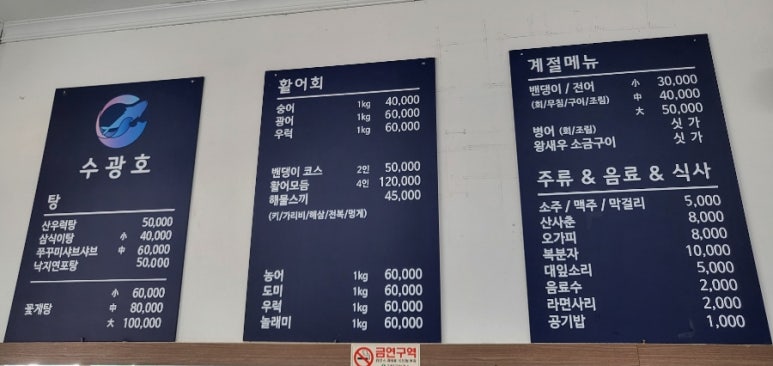 수광호
탕
산우럭탕 50,000
삼식이탕 小 40,000
쭈꾸미샤브샤브 中 60,000
낙지연포탕 50,000
小 60,000
꽃게탕 中 80,000
大 100,000
활어회
숭어 1kg 40,000
광어 1kg 60,000
우럭 1kg 60,000
밴댕이 코스 2인 50,000
활어모듬 4인 120,000
해물스끼 45,000
(키/가리비/해삼/전복/멍게)
농어 1kg 60,000
도미 1kg 60,000
우럭 1kg 60,000
놀래미 1kg 60,000
계절메뉴
밴댕이 / 전어 小 30,000
(회/무침/구이/조림) 中 40,000
大 50,000
병어 (회/조림) 싯가
왕새우 소금구이 싯가
주류 & 음료 & 식사
소주 / 맥주 / 막걸리 5,000
산사춘 8,000
오가피 8,000
복분자 10,000
대잎소리 5,000
음료수 2,000
라면사리 2,000
공기밥 1,000
금연구역